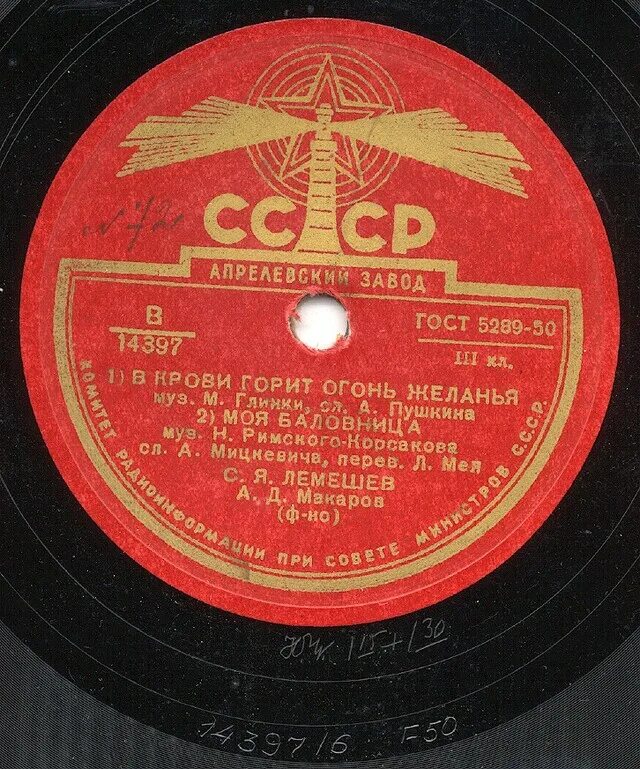 СССР
АПРЕЛЕВСКИЙ ЗАВОД
В
14397
ГОСТ 5289-50
III кл.
1) В КРОВИ ГОРИТ ОГОНЬ ЖЕЛАНЬЯ
муз. М. Глинки, сл. А. Пушкина
2) МОЯ БАЛОВНИЦА
муз. Н. Римского-Корсакова
сл. А. Мицкевича, перев. Л. Мея
С. Я. ЛЕМЕШЕВ
А. Д. Макаров
(ф-но)
КОМИТЕТ РАДИОИНФОРМАЦИИ ПРИ СОВЕТЕ МИНИСТРОВ СССР.
14397/6 F50